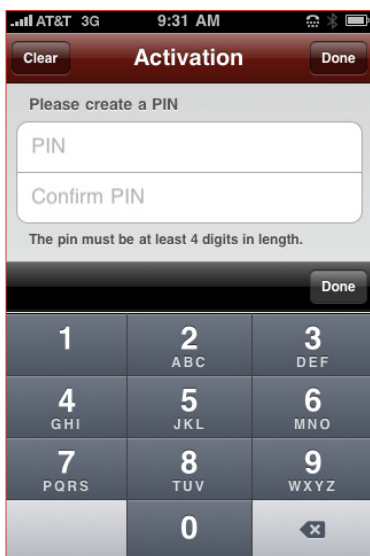 AT&T 3G 9:31 AM
Clear Activation Done
Please create a PIN
PIN
Confirm PIN
The pin must be at least 4 digits in length.
Done
1 2 3
ABC DEF
4 5 6
GHI JKL MNO
7 8 9
PQRS TUV WXYZ
0